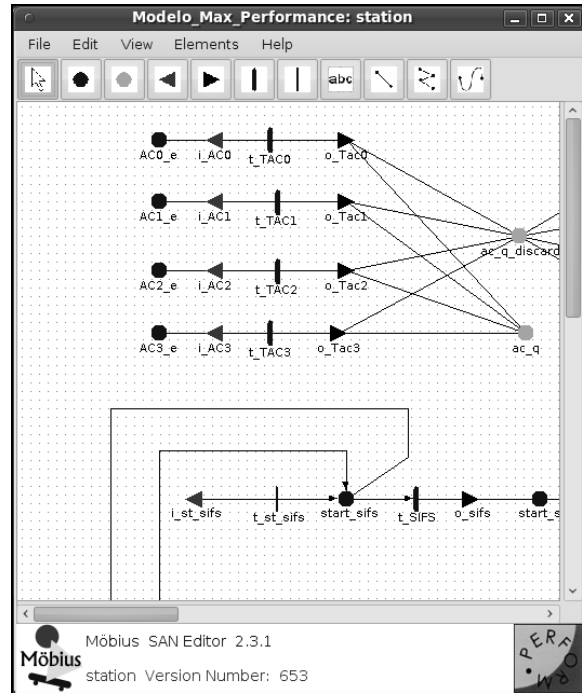 Modelo_Max_Performance: station
File Edit View Elements Help
abc
AC0_e i_AC0 t_TAC0 o_Tac0
AC1_e i_AC1 t_TAC1 o_Tac1
ac_q_discard
AC2_e i_AC2 t_TAC2 o_Tac2
AC3_e i_AC3 t_TAC3 o_Tac3 ac_q
i_st_sifs t_st_sifs start_sifs t_SIFS o_sifs start_s
Möbius SAN Editor 2.3.1
Möbius
station Version Number: 653
PERFORM